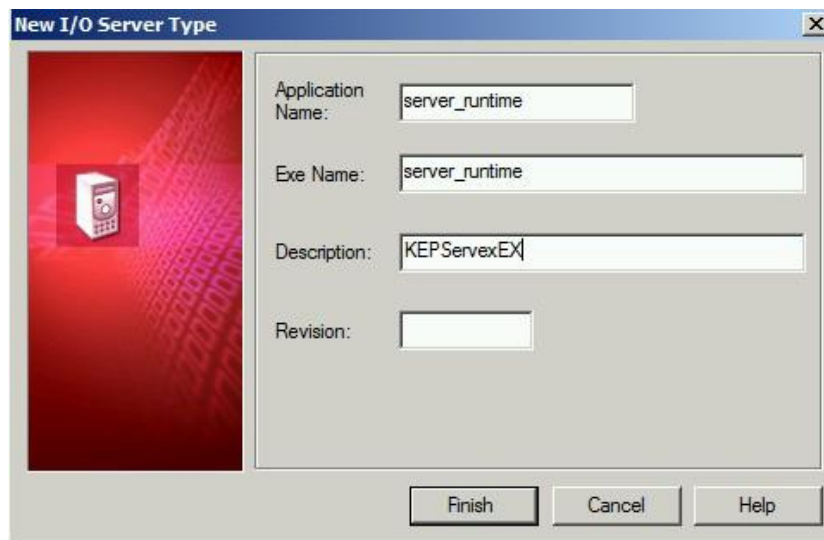 New I/O Server Type
Application
Name:
server_runtime
Exe Name:
server_runtime
Description:
KEPServexEX
Revision:
Finish
Cancel
Help